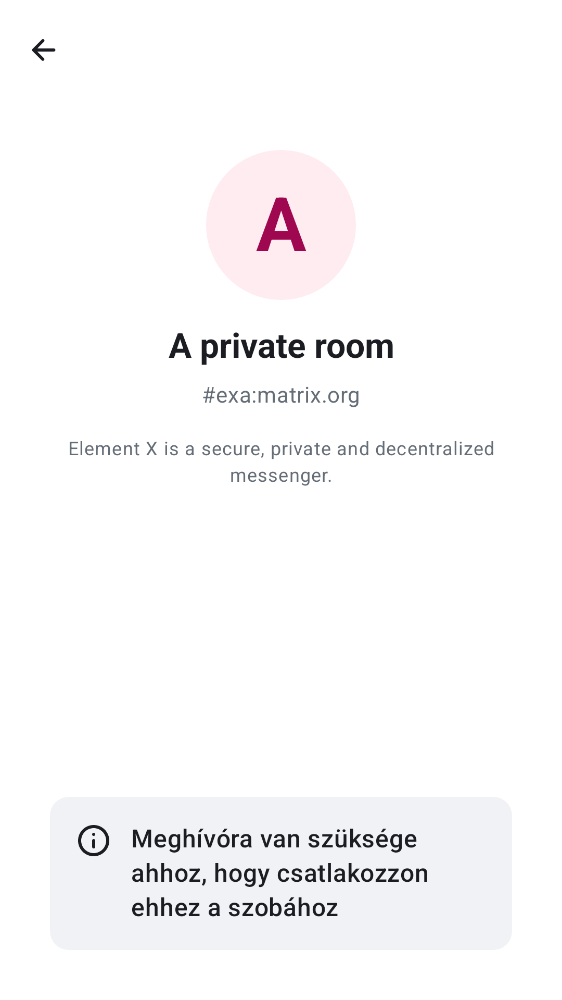 A
A private room
#exa:matrix.org
Element X is a secure, private and decentralized
messenger.
Meghívóra van szüksége
ahhoz, hogy csatlakozzon
ehhez a szobához